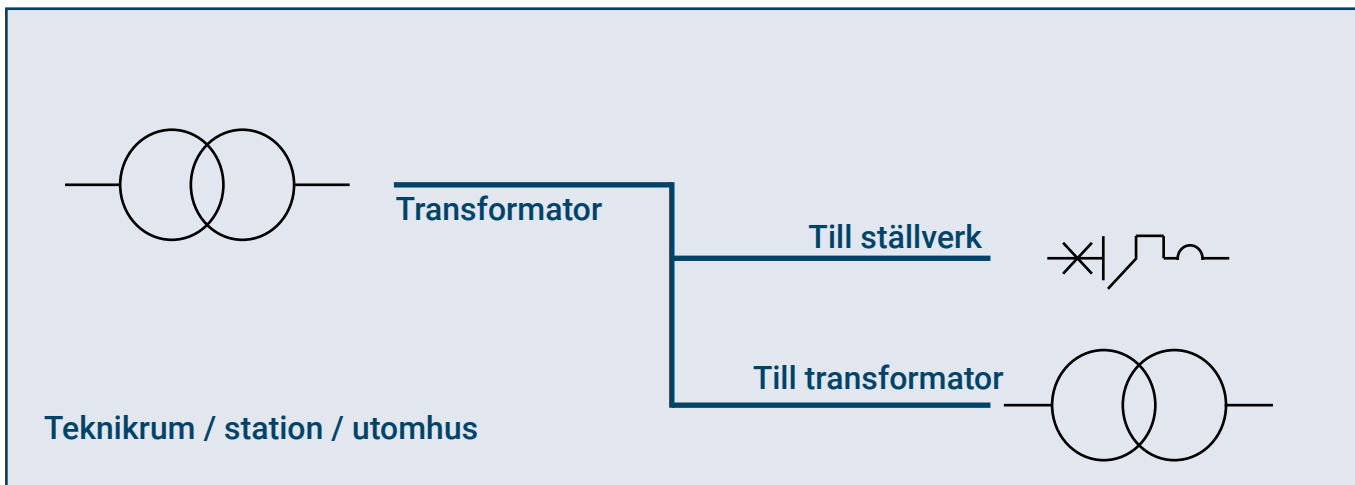 Transformator
Till ställverk
Till transformator
Teknikrum / station / utomhus